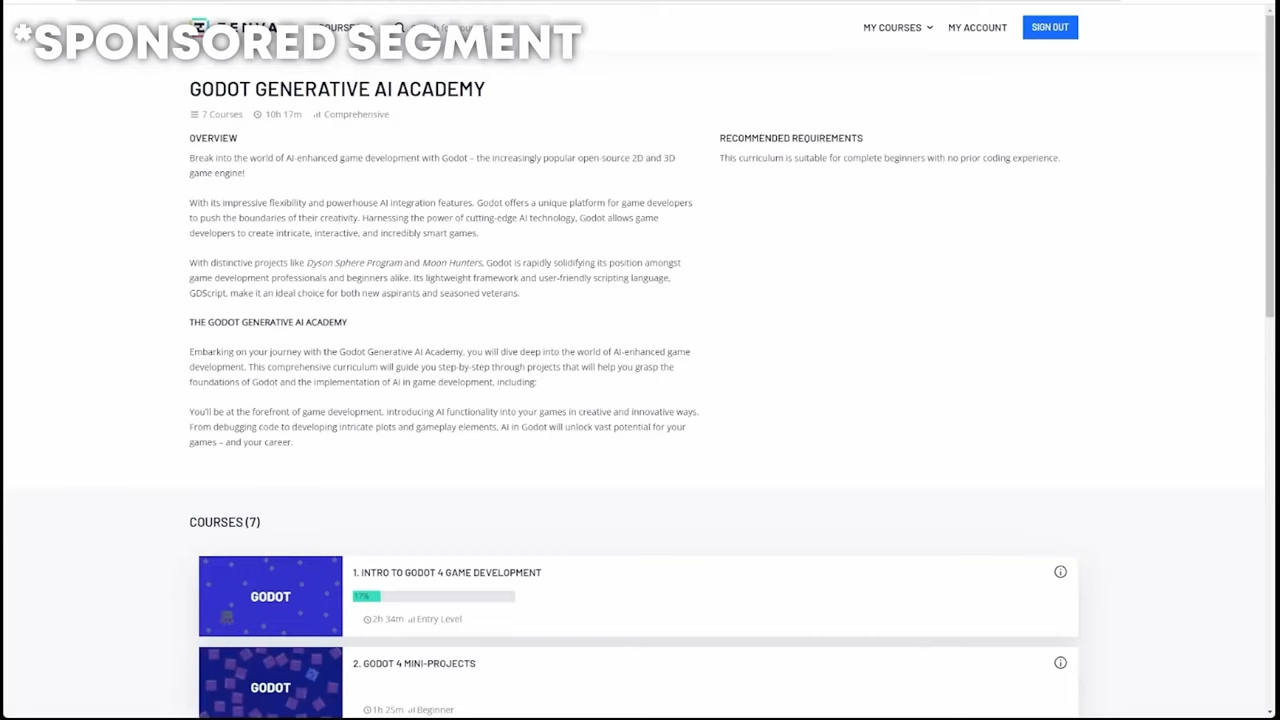 *SPONSORED SEGMENT
MY COURSES
MY ACCOUNT
SIGN OUT
GODOT GENERATIVE AI ACADEMY
7 Courses 10h 17m Comprehensive
OVERVIEW
Break into the world of AI-enhanced game development with Godot – the increasingly popular open-source 2D and 3D
game engine!
With its impressive flexibility and powerhouse AI integration features, Godot offers a unique platform for game developers
to push the boundaries of their creativity. Harnessing the power of cutting-edge AI technology, Godot allows game
developers to create intricate, interactive, and incredibly smart games.
With distinctive projects like Dyson Sphere Program and Moon Hunters, Godot is rapidly solidifying its position amongst
game development professionals and beginners alike. Its lightweight framework and user-friendly scripting language,
GDScript, make it an ideal choice for both new aspirants and seasoned veterans.
THE GODOT GENERATIVE AI ACADEMY
Embarking on your journey with the Godot Generative AI Academy, you will dive deep into the world of AI-enhanced game
development. This comprehensive curriculum will guide you step-by-step through projects that will help you grasp the
foundations of Godot and the implementation of AI in game development, including:
You'll be at the forefront of game development, introducing AI functionality into your games in creative and innovative ways.
From debugging code to developing intricate plots and gameplay elements, AI in Godot will unlock vast potential for your
games – and your career.
RECOMMENDED REQUIREMENTS
This curriculum is suitable for complete beginners with no prior coding experience.
COURSES (7)
GODOT
1. INTRO TO GODOT 4 GAME DEVELOPMENT
17%
2h 34m Entry Level
GODOT
2. GODOT 4 MINI-PROJECTS
1h 25m Beginner